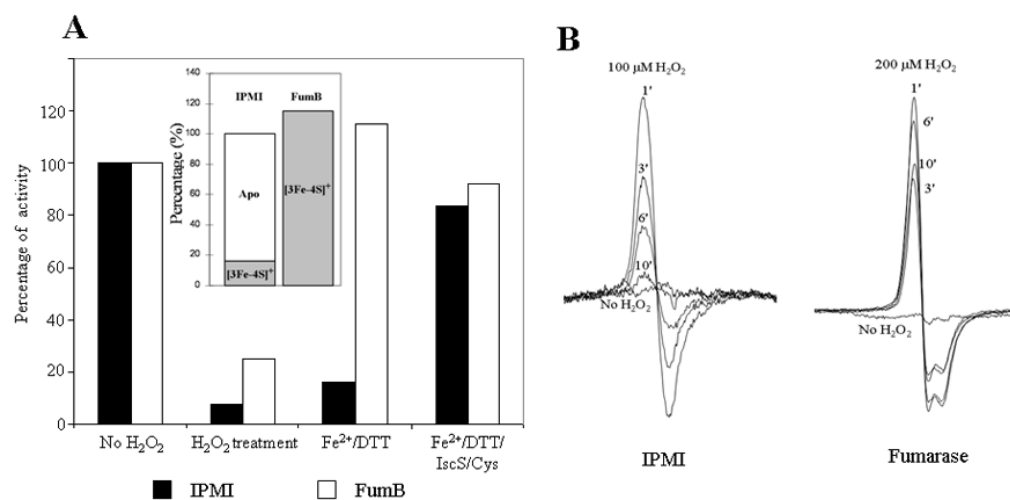 A
Percentage of activity
120
100
80
60
40
20
0
Percentage (%)
140
120
100
80
60
40
20
0
IPMI FumB
Apo
[3Fe-4S]⁺
[3Fe-4S]⁺
No H₂O₂ H₂O₂ treatment Fe²⁺/DTT Fe²⁺/DTT/
IscS/Cys
IPMI FumB
B
100 µM H₂O₂
1'
3'
6'
10'
No H₂O₂
IPMI
200 µM H₂O₂
1'
6'
10'
3'
No H₂O₂
Fumarase